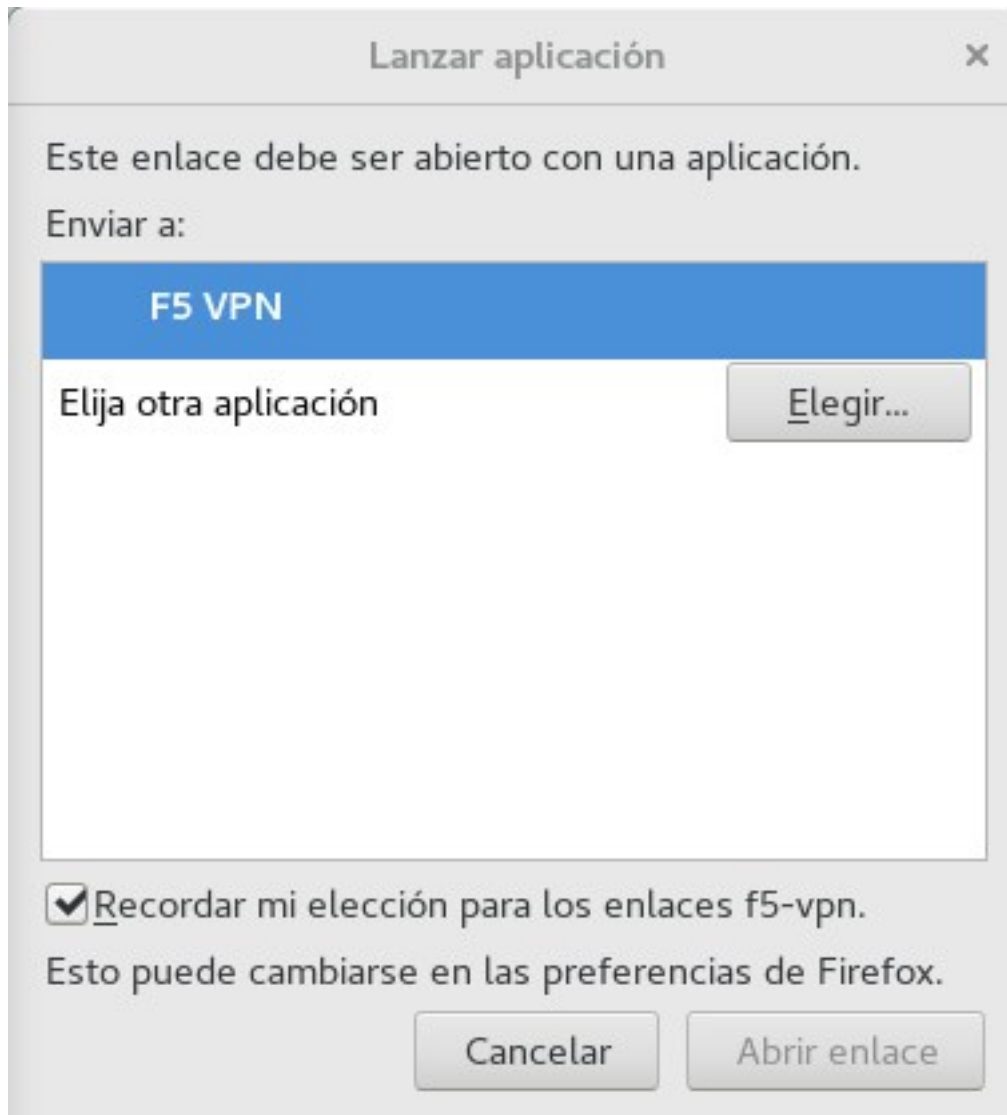 Lanzar aplicación ×
Este enlace debe ser abierto con una aplicación.
Enviar a:
F5 VPN
Elija otra aplicación
Elegir...
Recordar mi elección para los enlaces f5-vpn.
Esto puede cambiarse en las preferencias de Firefox.
Cancelar
Abrir enlace